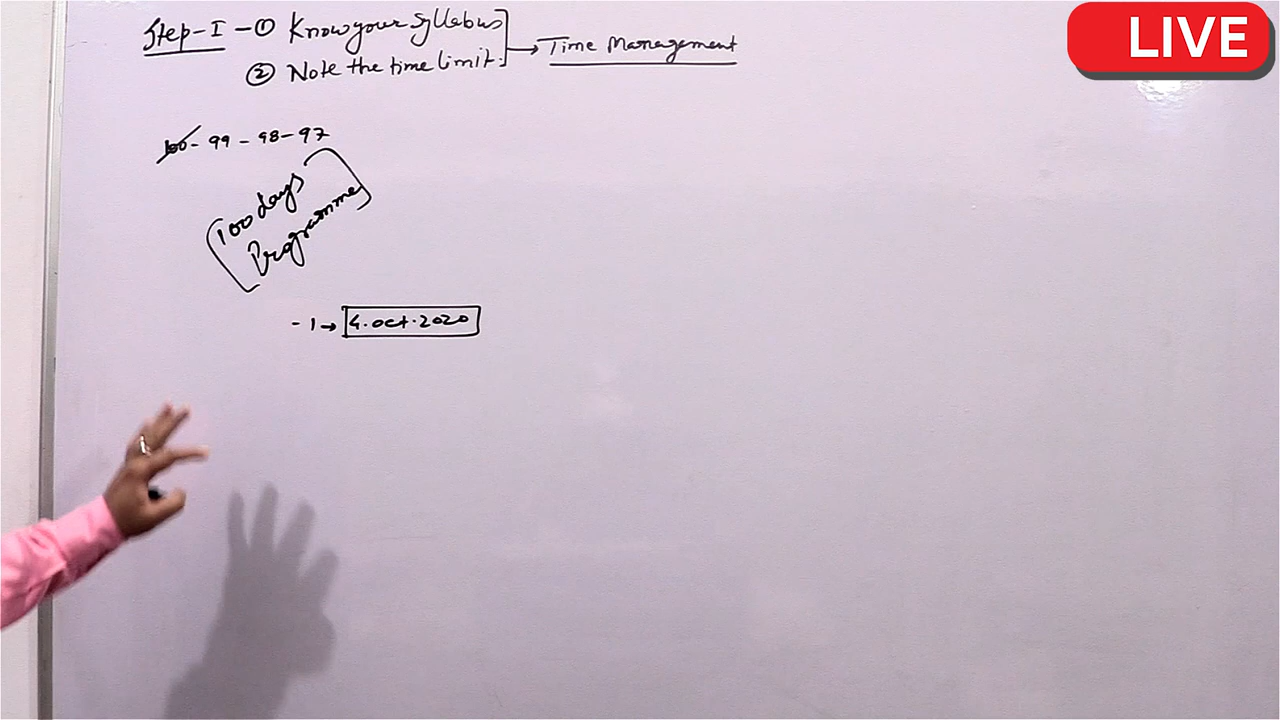 Step-I - ① Know your syllabus
② Note the time limit.
→ Time Management
LIVE
100 - 99 - 98 - 97
100 days
Programme
- 1 → 4.oct.2020